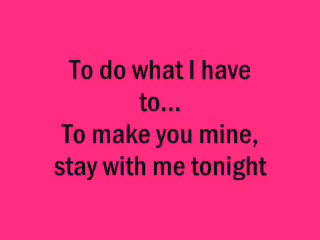 To do what I have
to...
To make you mine,
stay with me tonight